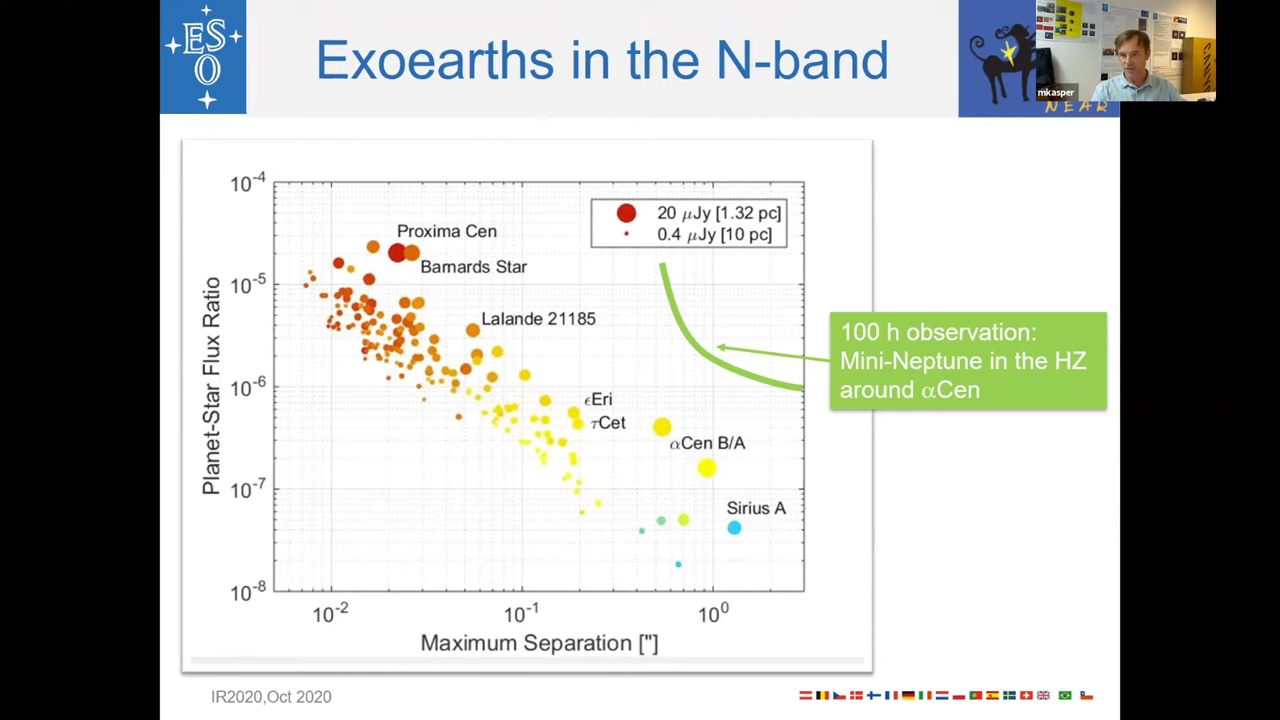 ES
O
Exoearths in the N-band
mkasper
NEAR
10-4
10-5
10-6
10-7
10-8
Planet-Star Flux Ratio
20 μJy [1.32 pc]
0.4 μJy [10 pc]
Proxima Cen
Barnards Star
Lalande 21185
ϵEri
τCet
αCen B/A
Sirius A
10-2
10-1
100
Maximum Separation ["]
100 h observation:
Mini-Neptune in the HZ
around αCen
IR2020,Oct 2020